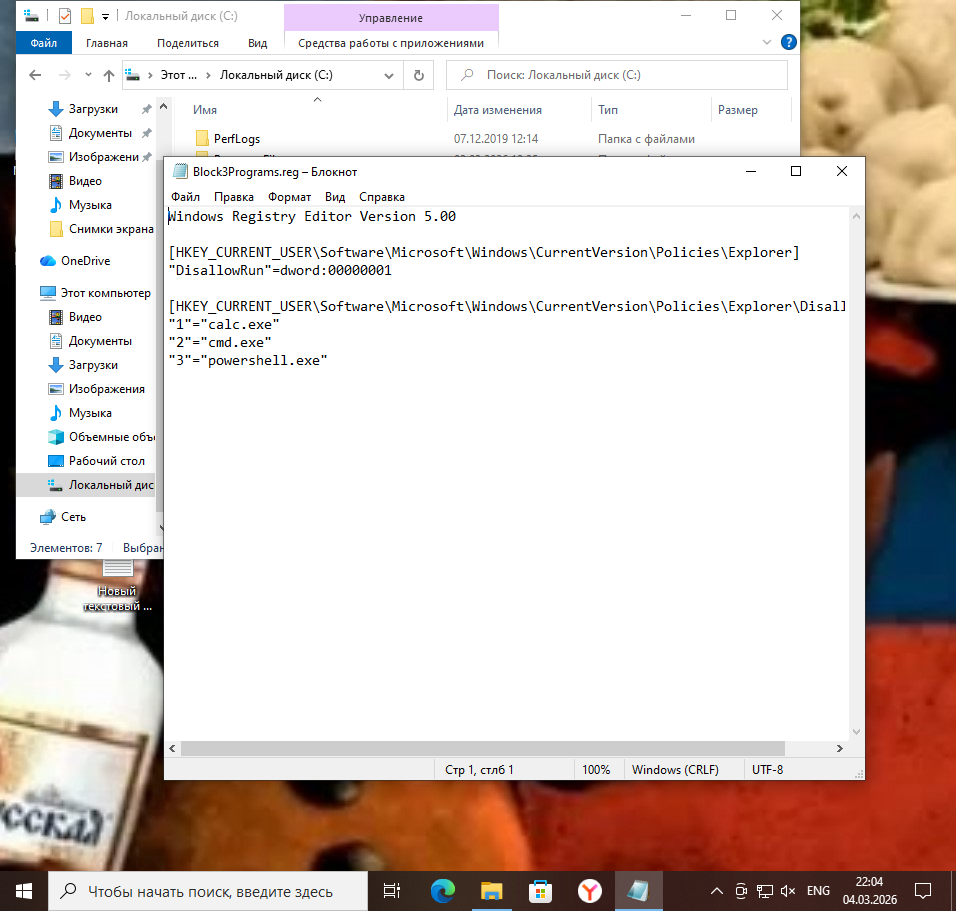 Локальный диск (C:)
Управление
Файл
Главная
Поделиться
Вид
Средства работы с приложениями
Этот ...
Локальный диск (C:)
Поиск: Локальный диск (C:)
Загрузки
Документы
Изображени
Видео
Музыка
Снимки экрана
OneDrive
Этот компьютер
Видео
Документы
Загрузки
Изображения
Музыка
Объемные объ
Рабочий стол
Локальный дис
Сеть
Имя
Дата изменения
Тип
Размер
PerfLogs
07.12.2019 12:14
Папка с файлами
Элементов: 7
Выбран
Block3Programs.reg – Блокнот
Файл
Правка
Формат
Вид
Справка
Windows Registry Editor Version 5.00
[HKEY_CURRENT_USER\Software\Microsoft\Windows\CurrentVersion\Policies\Explorer]
"DisallowRun"=dword:00000001
[HKEY_CURRENT_USER\Software\Microsoft\Windows\CurrentVersion\Policies\Explorer\Disall
"1"="calc.exe"
"2"="cmd.exe"
"3"="powershell.exe"
Стр 1, стлб 1
100%
Windows (CRLF)
UTF-8
Новый
текстовый ...
сская
Чтобы начать поиск, введите здесь
ENG
22:04
04.03.2026